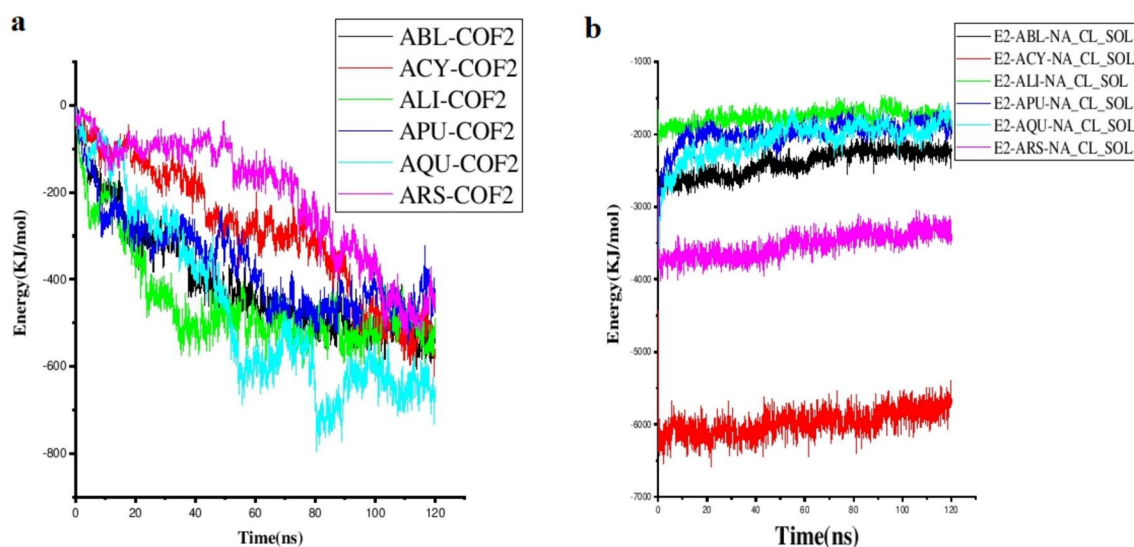 a
ABL-COF2
ACY-COF2
ALI-COF2
APU-COF2
AQU-COF2
ARS-COF2
0
-200
-400
-600
-800
Energy(KJ/mol)
0
20
40
60
80
100
120
Time(ns)
b
E2-ABL-NA_CL_SOL
E2-ACY-NA_CL_SOL
E2-ALI-NA_CL_SOL
E2-APU-NA_CL_SOL
E2-AQU-NA_CL_SOL
E2-ARS-NA_CL_SOL
-1000
-2000
-3000
-4000
-5000
-6000
-7000
Energy(KJ/mol)
0
20
40
60
80
100
120
Time(ns)